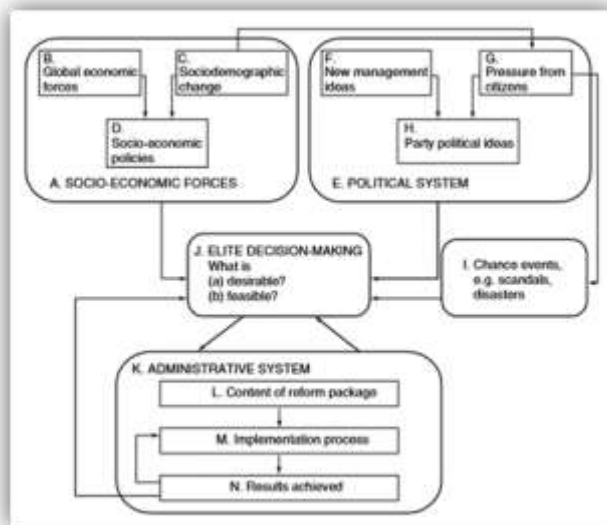 B.
Global economic
forces
C.
Sociodemographic
change
D.
Socio-economic
policies
A. SOCIO-ECONOMIC FORCES
F.
New management
ideas
G.
Pressure from
citizens
H.
Party political ideas
E. POLITICAL SYSTEM
J. ELITE DECISION-MAKING
What is
(a) desirable?
(b) feasible?
I. Chance events,
e.g. scandals,
disasters
K. ADMINISTRATIVE SYSTEM
L. Content of reform package
M. Implementation process
N. Results achieved